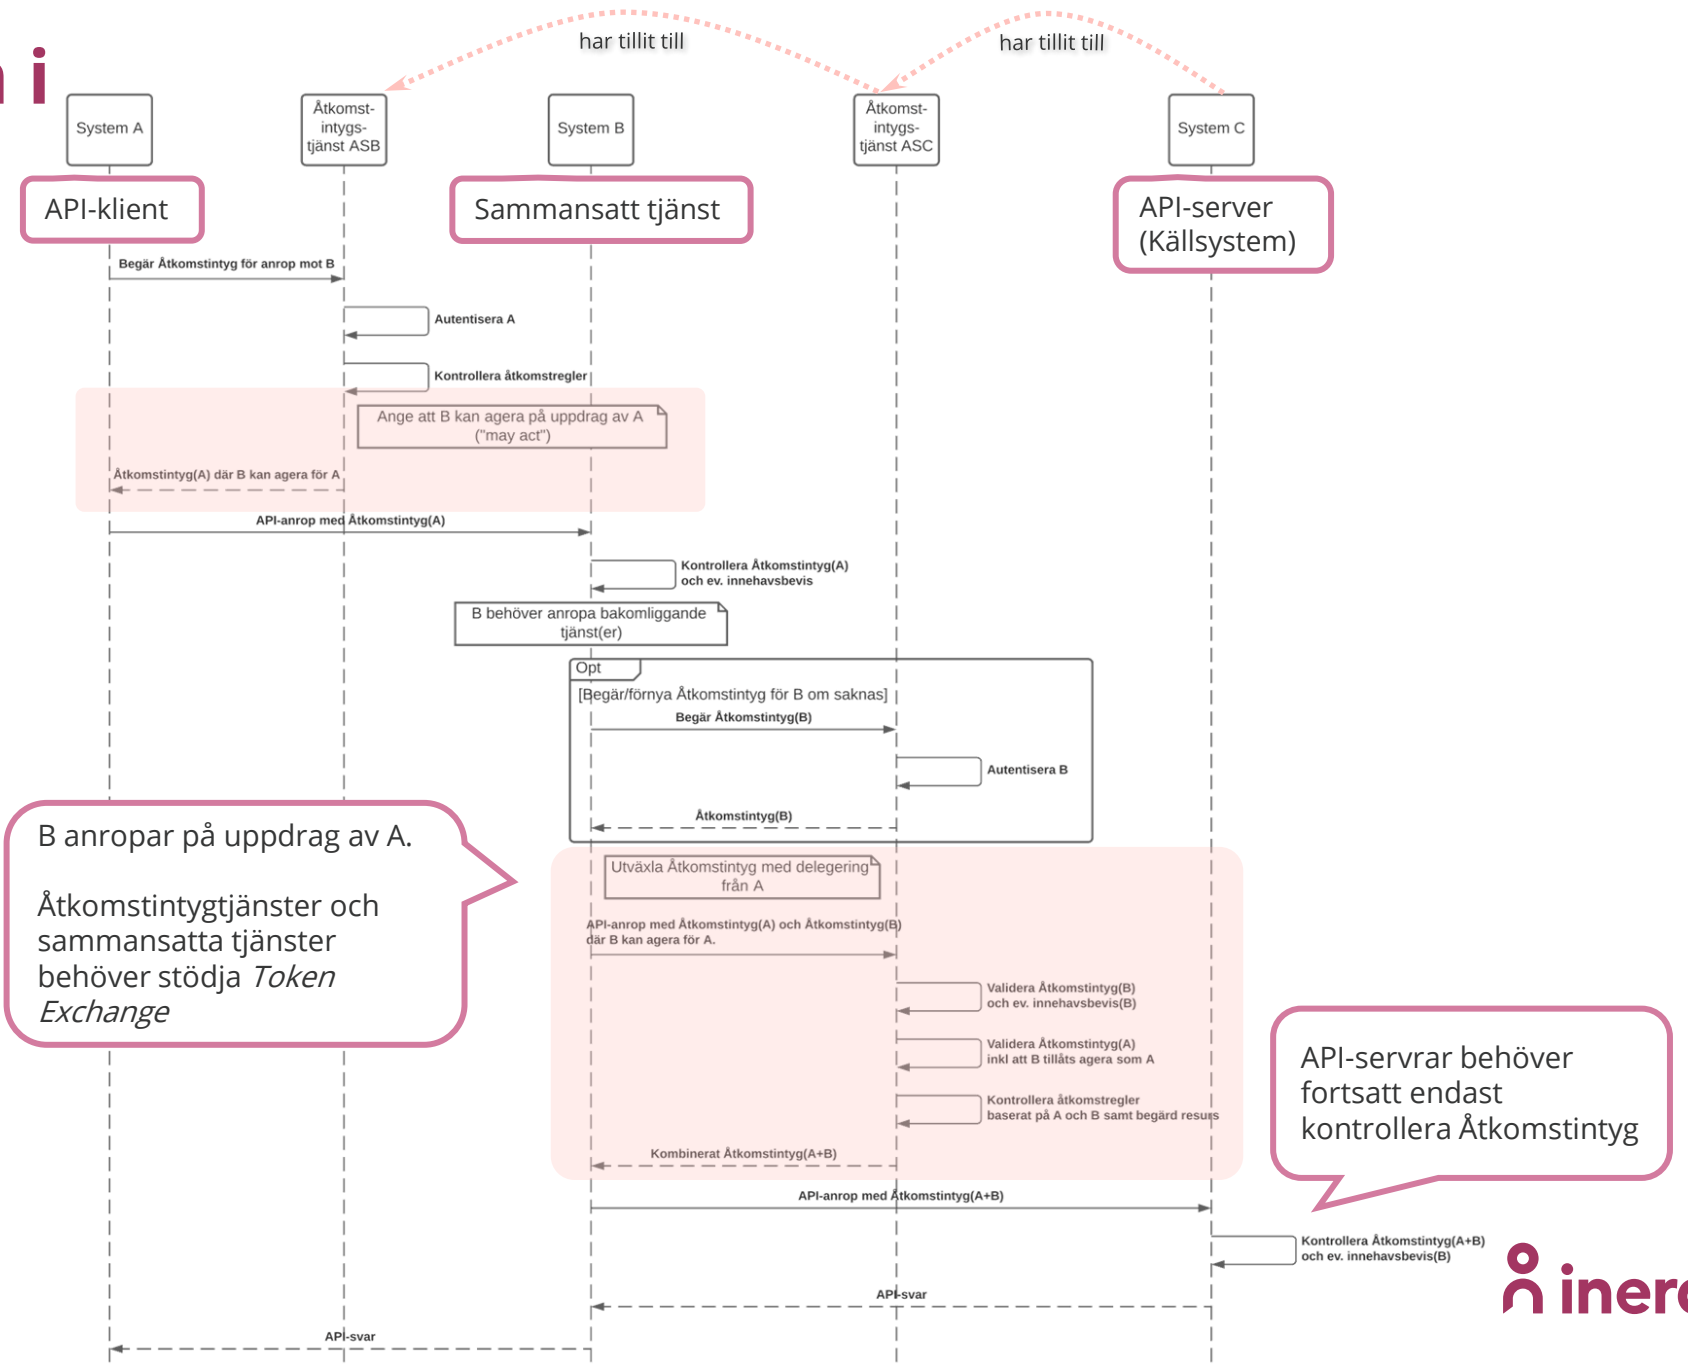 i
har tillit till
har tillit till
System A
Åtkomst-
intygs-
tjänst ASB
System B
Åtkomst-
intygs-
tjänst ASC
System C
API-klient
Sammansatt tjänst
API-server
(Källsystem)
Begär Åtkomstintyg för anrop mot B
Autentisera A
Kontrollera åtkomstregler
Ange att B kan agera på uppdrag av A
("may act")
Åtkomstintyg(A) där B kan agera för A
API-anrop med Åtkomstintyg(A)
Kontrollera Åtkomstintyg(A)
och ev. innehavsbevis
B behöver anropa bakomliggande
tjänst(er)
Opt
[Begär/förnya Åtkomstintyg för B om saknas]
Begär Åtkomstintyg(B)
Autentisera B
Åtkomstintyg(B)
B anropar på uppdrag av A.
Åtkomstintygtjänster och
sammansatta tjänster
behöver stödja Token
Exchange
Utväxla Åtkomstintyg med delegering
från A
API-anrop med Åtkomstintyg(A) och Åtkomstintyg(B)
där B kan agera för A.
Validera Åtkomstintyg(B)
och ev. innehavsbevis(B)
Validera Åtkomstintyg(A)
inkl att B tillåts agera som A
Kontrollera åtkomstregler
baserat på A och B samt begärd resurs
Kombinerat Åtkomstintyg(A+B)
API-servrar behöver
fortsatt endast
kontrollera Åtkomstintyg
API-anrop med Åtkomstintyg(A+B)
Kontrollera Åtkomstintyg(A+B)
och ev. innehavsbevis(B)
API-svar
API-svar